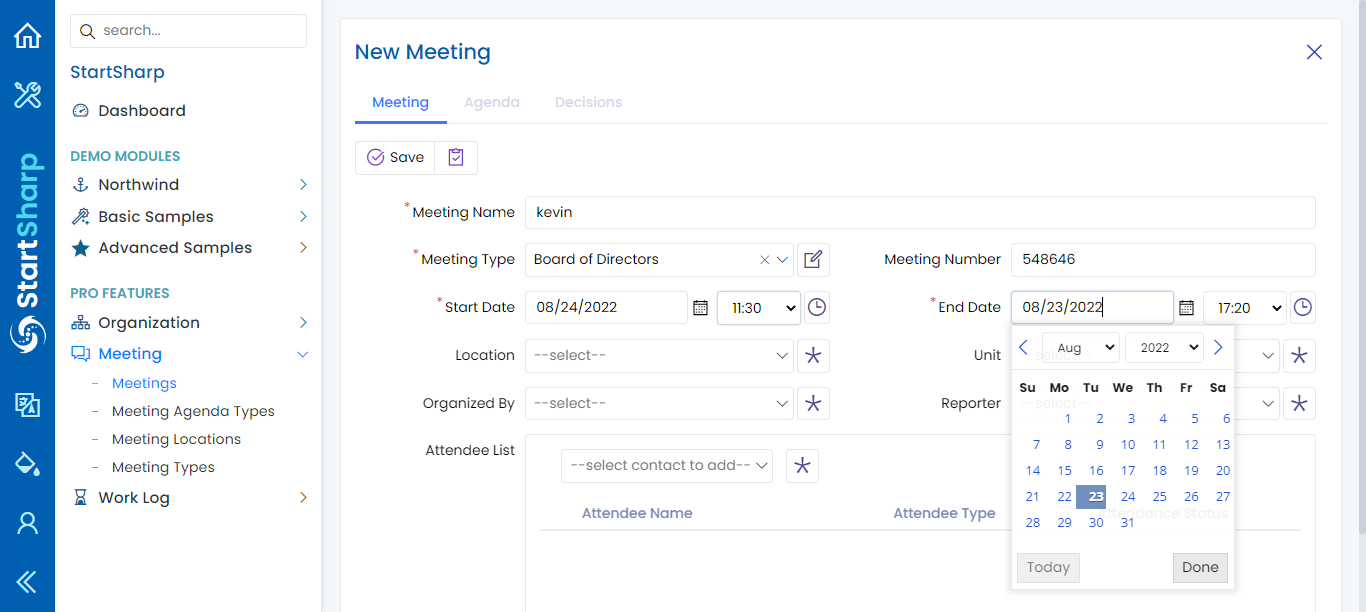 search...
StartSharp
Dashboard
DEMO MODULES
Northwind
Basic Samples
Advanced Samples
PRO FEATURES
Organization
Meeting
Meetings
Meeting Agenda Types
Meeting Locations
Meeting Types
Work Log
StartSharp
New Meeting
Meeting Agenda Decisions
Save
*Meeting Name kevin
*Meeting Type Board of Directors Meeting Number 548646
*Start Date 08/24/2022 11:30 *End Date 08/23/2022 17:20
Location --select-- Unit
Organized By --select-- Reporter --select--
Attendee List --select contact to add--
Attendee Name Attendee Type Attendance Status
Aug 2022
Su Mo Tu We Th Fr Sa
1 2 3 4 5 6
7 8 9 10 11 12 13
14 15 16 17 18 19 20
21 22 23 24 25 26 27
28 29 30 31
Today Done